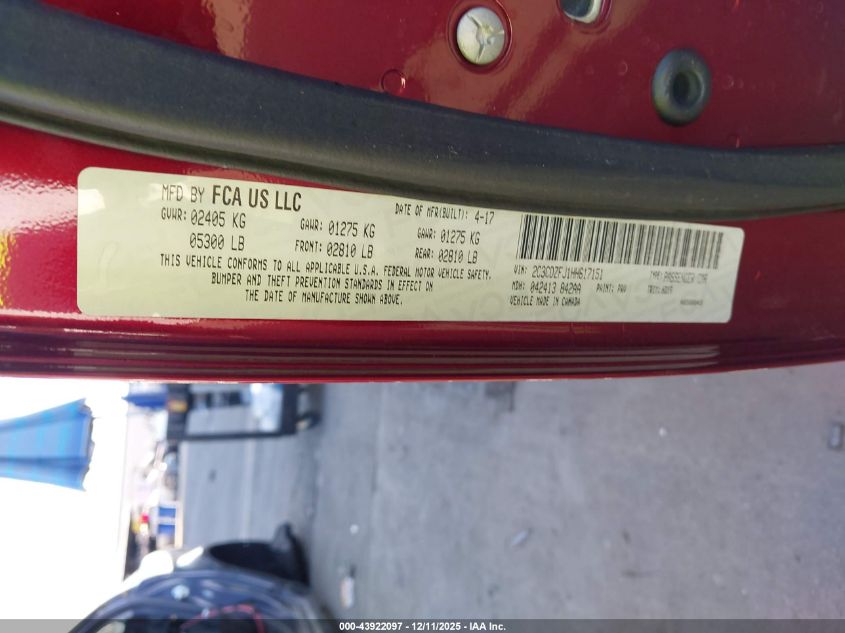 MFD BY FCA US LLC
DATE OF MFR(BUILT): 4-17
GVWR: 02405 KG
GAWR: 01275 KG
GAWR: 01275 KG
05300 LB
FRONT: 02810 LB
REAR: 02810 LB
THIS VEHICLE CONFORMS TO ALL APPLICABLE U.S.A. FEDERAL MOTOR VEHICLE SAFETY,
BUMPER AND THEFT PREVENTION STANDARDS IN EFFECT ON
THE DATE OF MANUFACTURE SHOWN ABOVE.
VIN: 2C3CDZFJ1HH617151
TYPE: PASSENGER CAR
MDH: 042413 842AA
PAINT: PRV
TRIM:
VEHICLE MADE IN CANADA
000-43922097 - 12/11/2025 - IAA Inc.